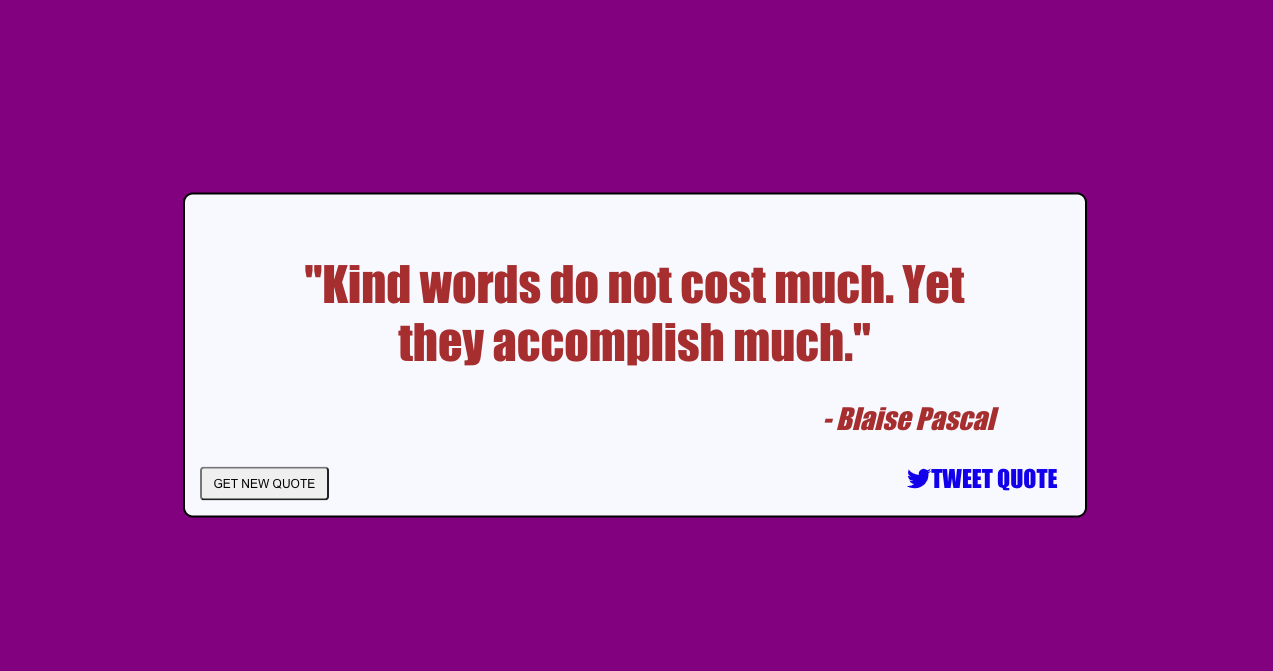 "Kind words do not cost much. Yet
they accomplish much."
- Blaise Pascal
GET NEW QUOTE
TWEET QUOTE